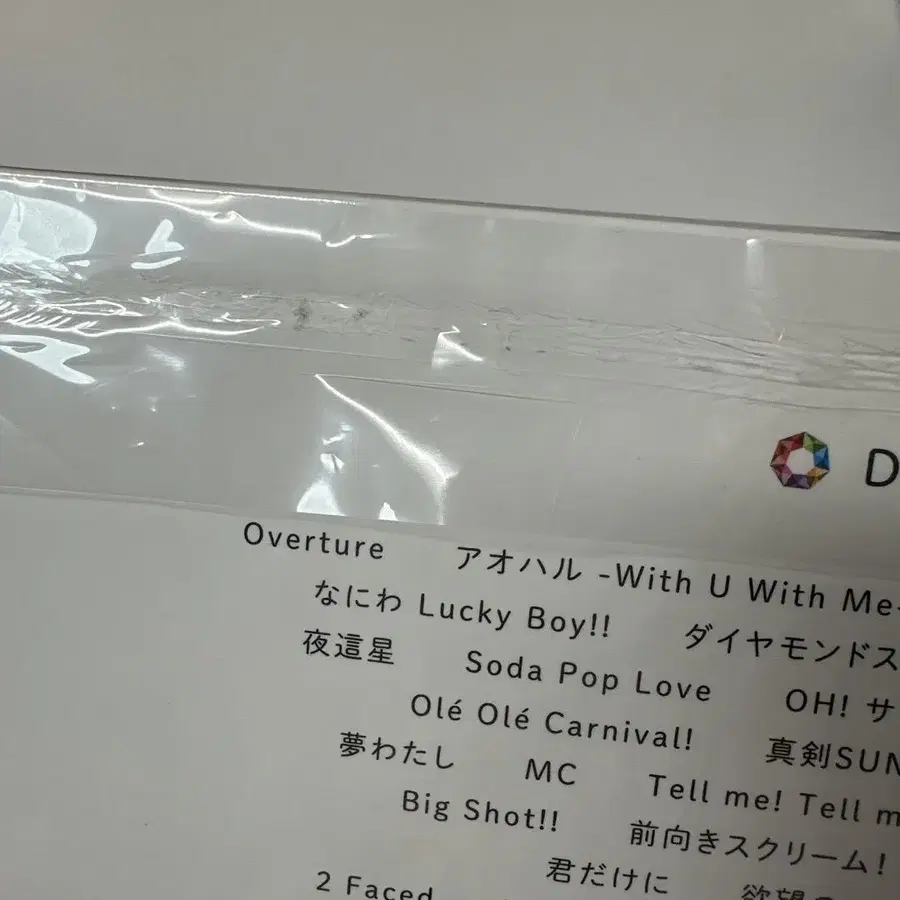 D
Overture アオハル -With U With Me-
なにわ Lucky Boy!! ダイヤモンドス
夜這星 Soda Pop Love OH! サ
Olé Olé Carnival! 真剣SUN
夢わたし MC Tell me! Tell m
Big Shot!! 前向きスクリーム!
君だけに 欲望
2 Faced